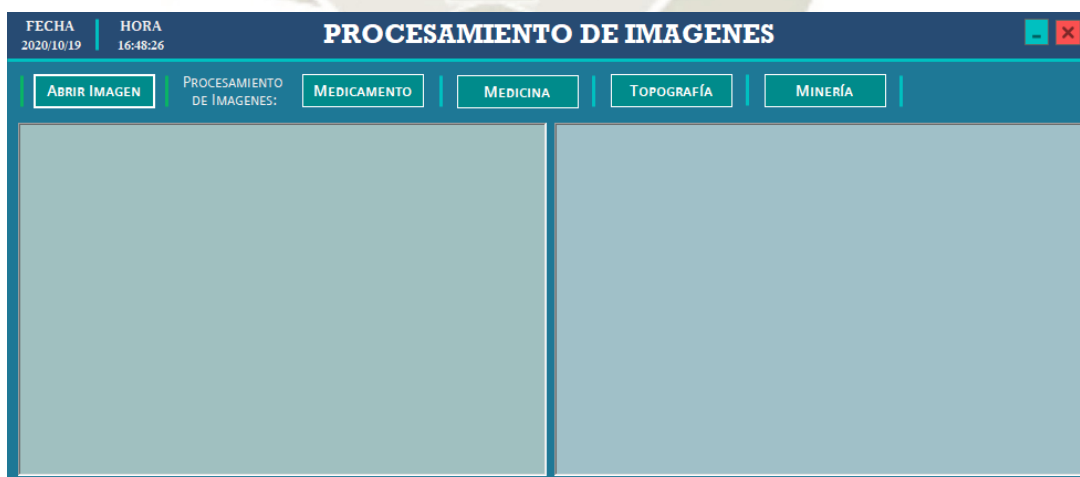 FECHA HORA
2020/10/19 16:48:26
PROCESAMIENTO DE IMAGENES
ABRIR IMAGEN
PROCESAMIENTO
DE IMAGENES:
MEDICAMENTO
MEDICINA
TOPOGRAFÍA
MINERÍA